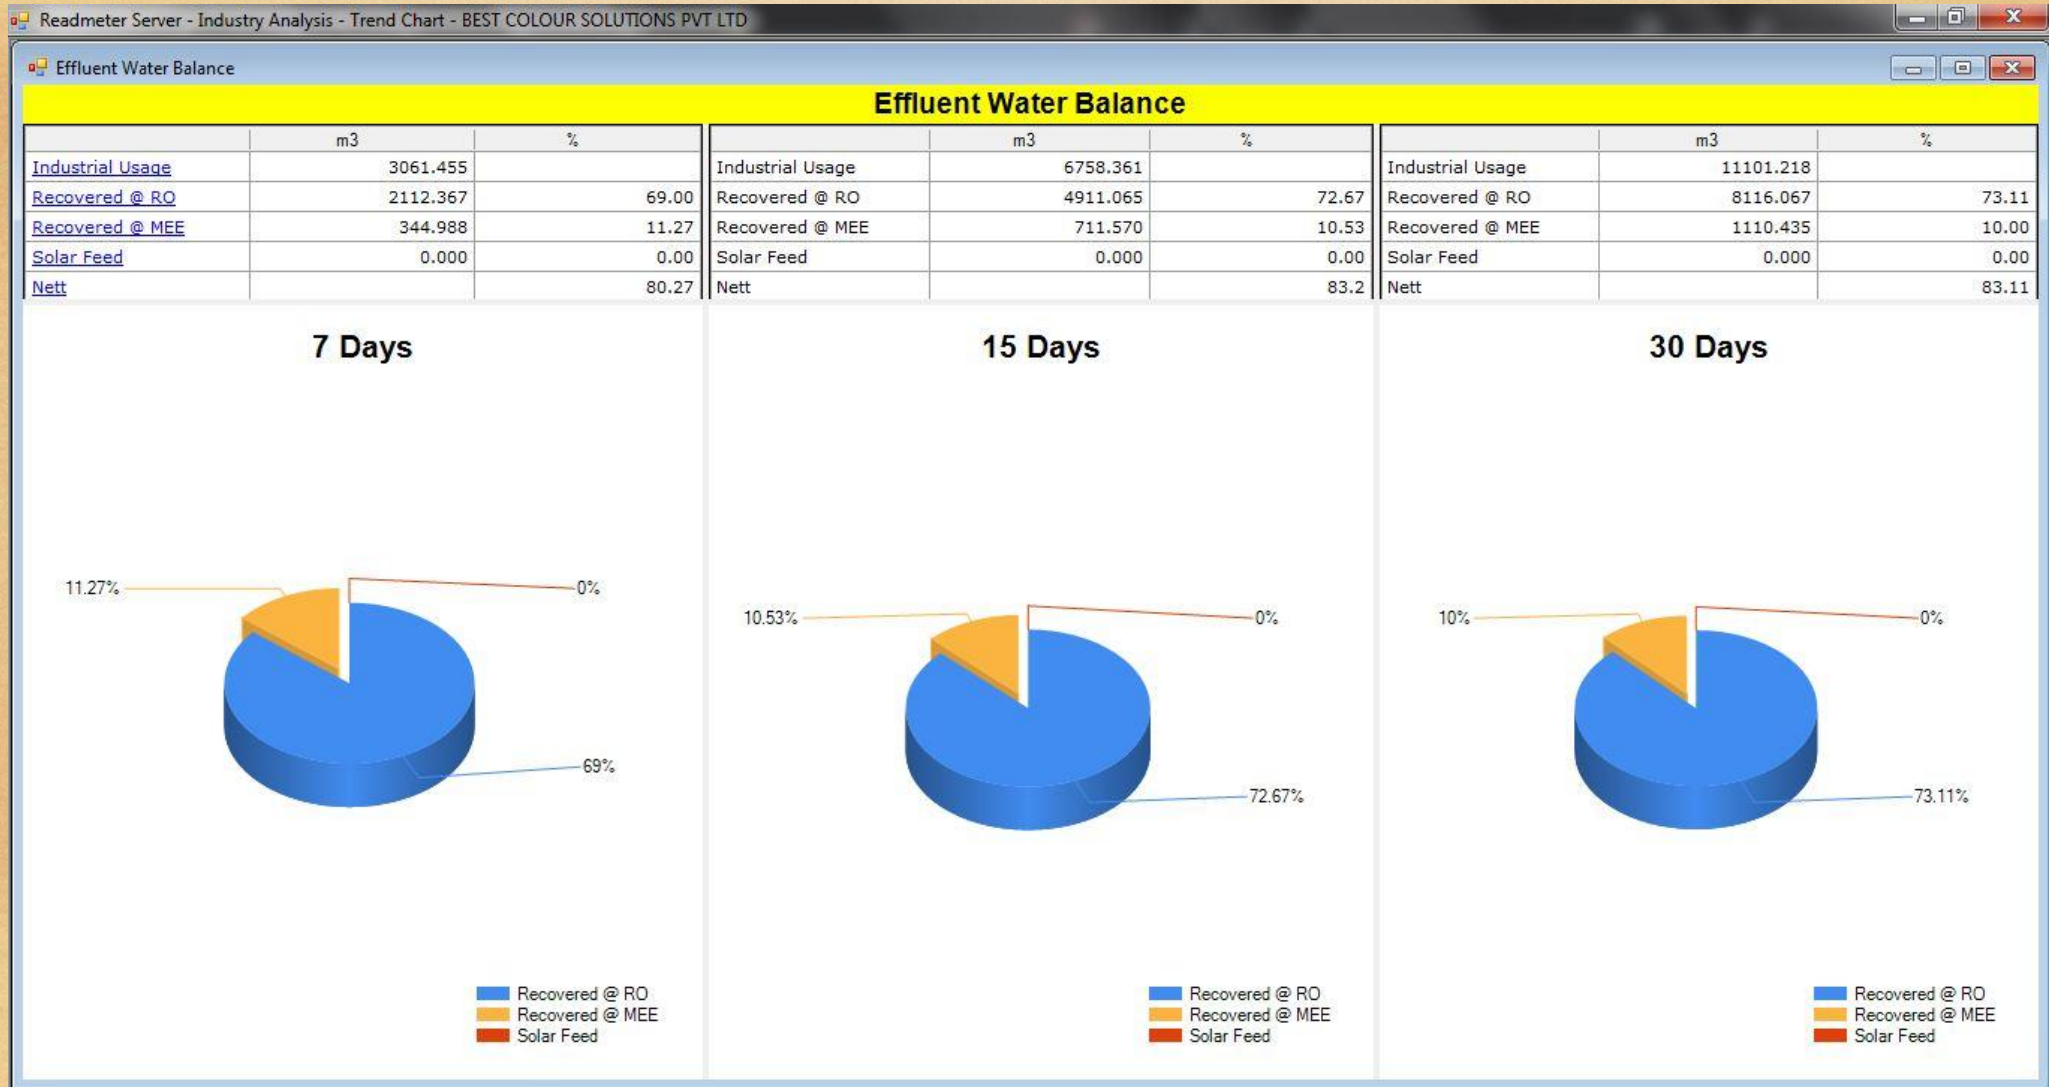 Readmeter Server - Industry Analysis - Trend Chart - BEST COLOUR SOLUTIONS PVT LTD
Effluent Water Balance
Effluent Water Balance
m3 %
Industrial Usage 3061.455
Recovered @ RO 2112.367 69.00
Recovered @ MEE 344.988 11.27
Solar Feed 0.000 0.00
Nett 80.27
m3 %
Industrial Usage 6758.361
Recovered @ RO 4911.065 72.67
Recovered @ MEE 711.570 10.53
Solar Feed 0.000 0.00
Nett 83.2
m3 %
Industrial Usage 11101.218
Recovered @ RO 8116.067 73.11
Recovered @ MEE 1110.435 10.00
Solar Feed 0.000 0.00
Nett 83.11
7 Days
11.27% 0%
69%
Recovered @ RO
Recovered @ MEE
Solar Feed
15 Days
10.53% 0%
72.67%
Recovered @ RO
Recovered @ MEE
Solar Feed
30 Days
10% 0%
73.11%
Recovered @ RO
Recovered @ MEE
Solar Feed